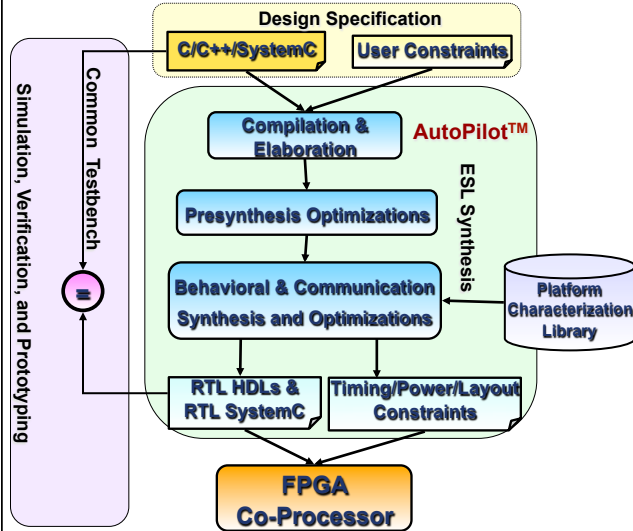 Design Specification
C/C++/SystemC
User Constraints
AutoPilot™
Compilation &
Elaboration
Presynthesis Optimizations
ESL Synthesis
Behavioral & Communication
Synthesis and Optimizations
Platform
Characterization
Library
Common Testbench
Simulation, Verification, and Prototyping
=
RTL HDLs &
RTL SystemC
Timing/Power/Layout
Constraints
FPGA
Co-Processor